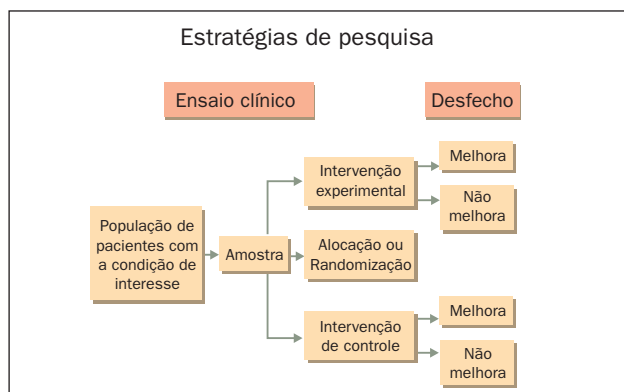 Estratégias de pesquisa
Ensaio clínico
Desfecho
Intervenção
experimental
Melhora
Não
melhora
População de
pacientes com
a condição de
interesse
Amostra
Alocação ou
Randomização
Intervenção
de controle
Melhora
Não
melhora